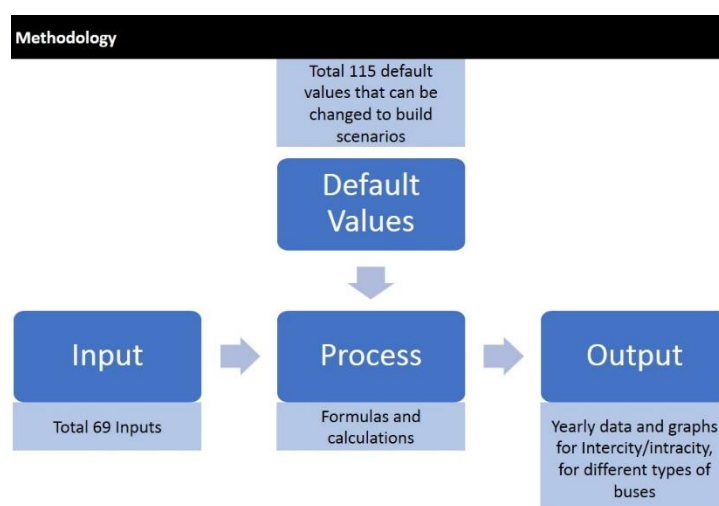 Methodology
Total 115 default
values that can be
changed to build
scenarios
Default
Values
Input
Process
Output
Total 69 Inputs
Formulas and
calculations
Yearly data and graphs
for Intercity/intracity,
for different types of
buses